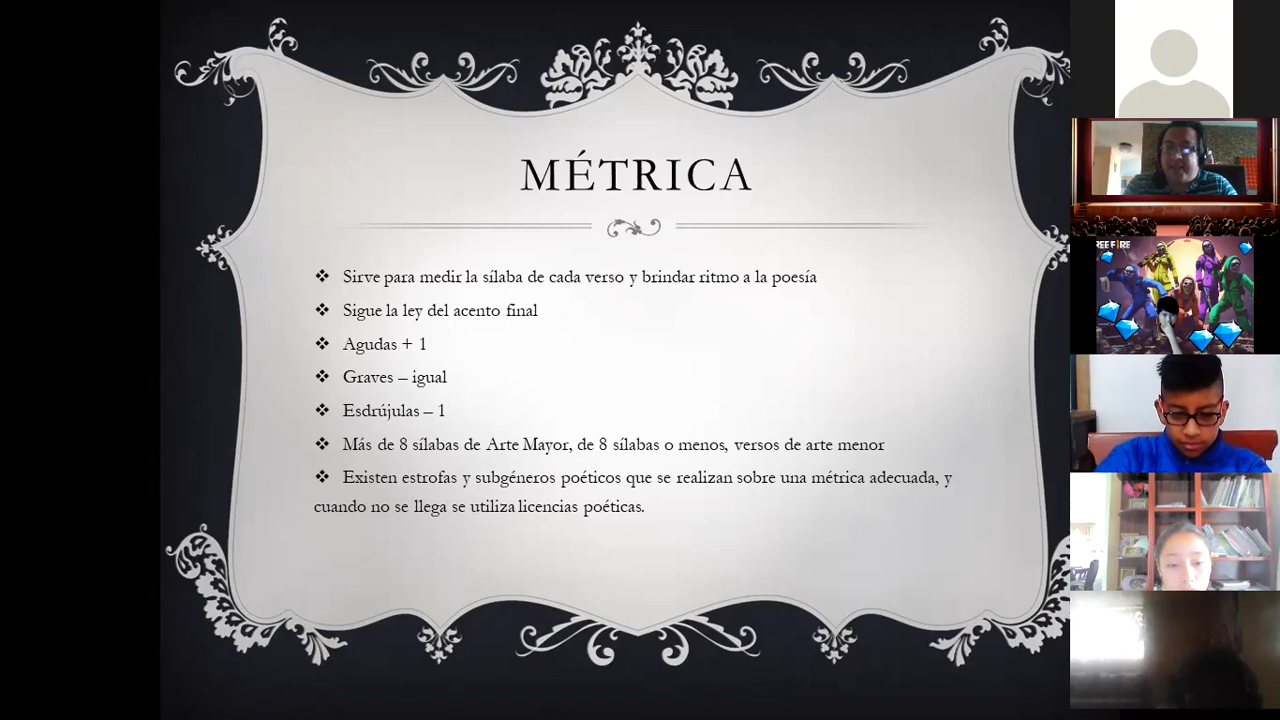 MÉTRICA
❖ Sirve para medir la sílaba de cada verso y brindar ritmo a la poesía
❖ Sigue la ley del acento final
❖ Agudas + 1
❖ Graves – igual
❖ Esdrújulas – 1
❖ Más de 8 sílabas de Arte Mayor, de 8 sílabas o menos, versos de arte menor
❖ Existen estrofas y subgéneros poéticos que se realizan sobre una métrica adecuada, y
cuando no se llega se utiliza licencias poéticas.
REE FIRE